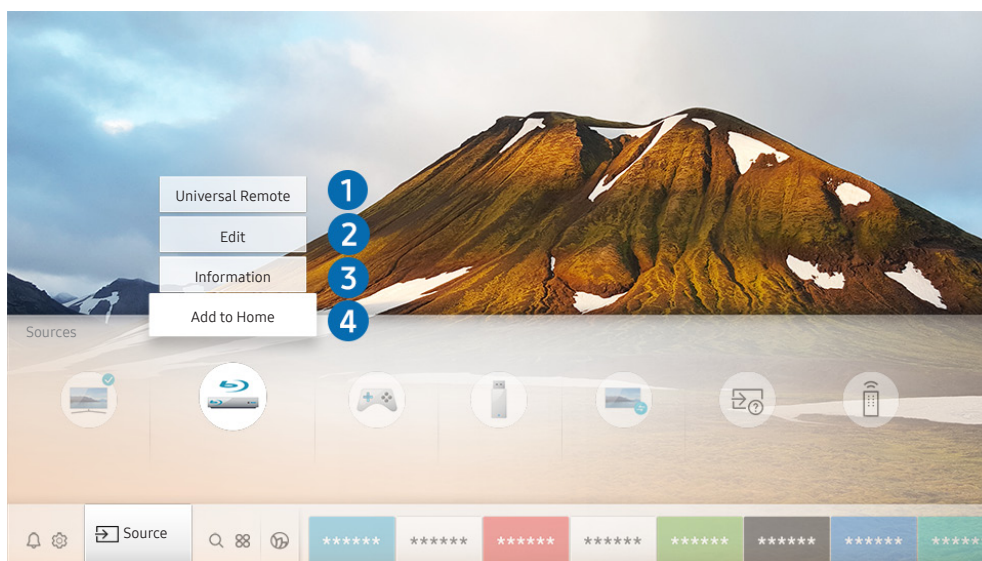 Universal Remote 1
Edit 2
Information 3
Add to Home 4
Sources
Source
****** ****** ****** ****** ****** ****** ****** *****